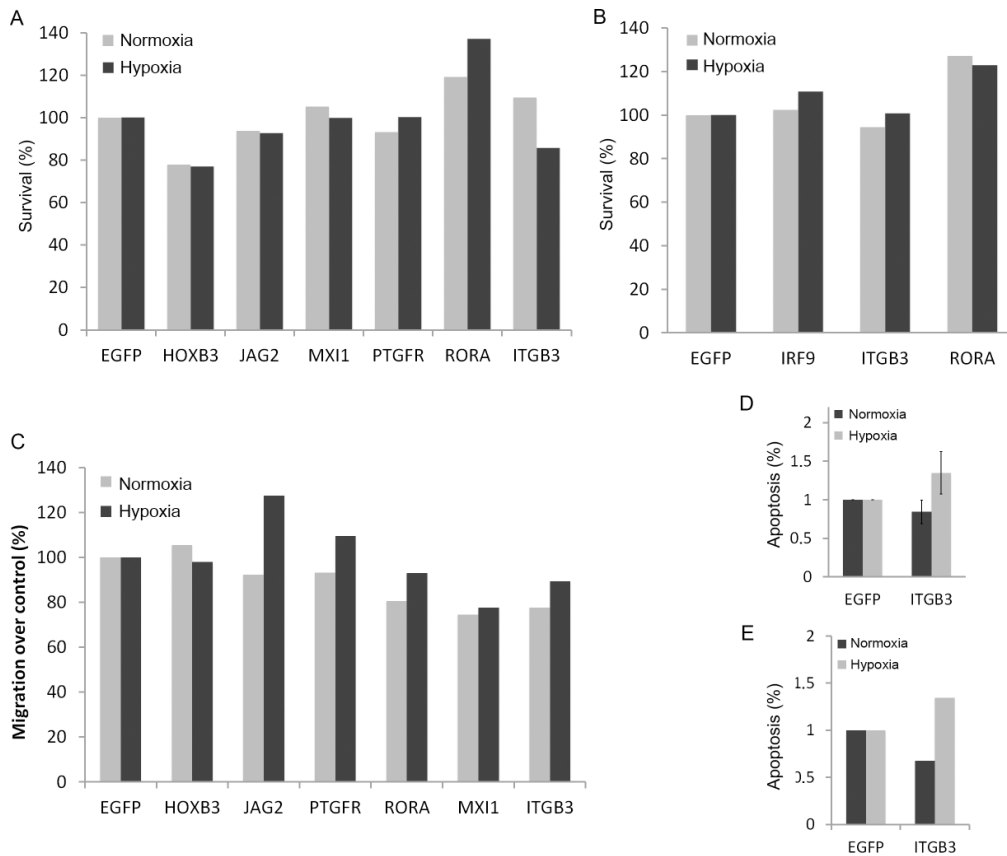 A
Normoxia
Hypoxia
Survival (%)
140
120
100
80
60
40
20
0
EGFP HOXB3 JAG2 MXI1 PTGFR RORA ITGB3
B
Normoxia
Hypoxia
Survival (%)
140
120
100
80
60
40
20
0
EGFP IRF9 ITGB3 RORA
C
Normoxia
Hypoxia
Migration over control (%)
140
120
100
80
60
40
20
0
EGFP HOXB3 JAG2 PTGFR RORA MXI1 ITGB3
D
Normoxia
Hypoxia
Apoptosis (%)
2
1.5
1
0.5
0
EGFP ITGB3
E
Normoxia
Hypoxia
Apoptosis (%)
2
1.5
1
0.5
0
EGFP ITGB3